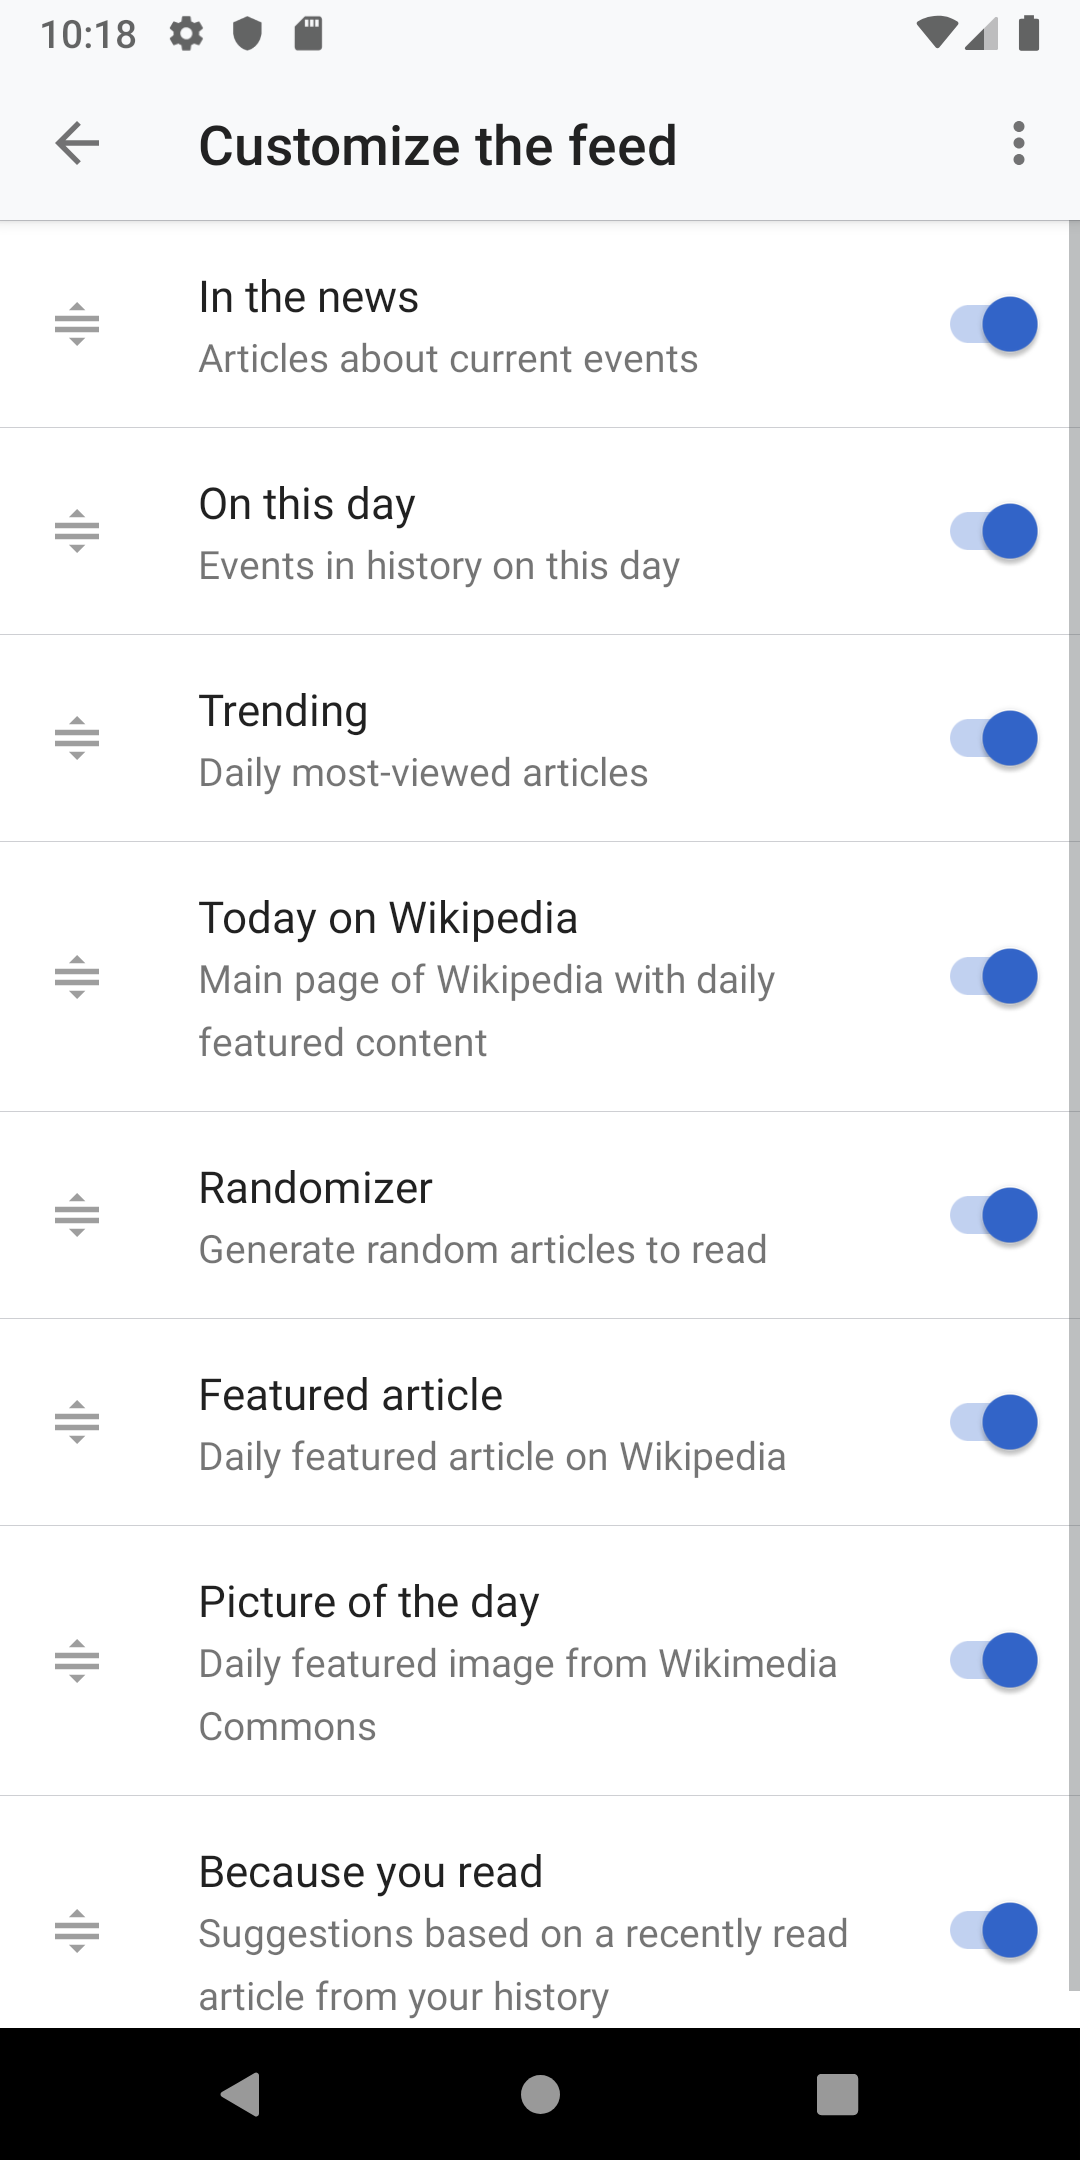 10:18
Customize the feed
In the news
Articles about current events
On this day
Events in history on this day
Trending
Daily most-viewed articles
Today on Wikipedia
Main page of Wikipedia with daily
featured content
Randomizer
Generate random articles to read
Featured article
Daily featured article on Wikipedia
Picture of the day
Daily featured image from Wikimedia
Commons
Because you read
Suggestions based on a recently read
article from your history